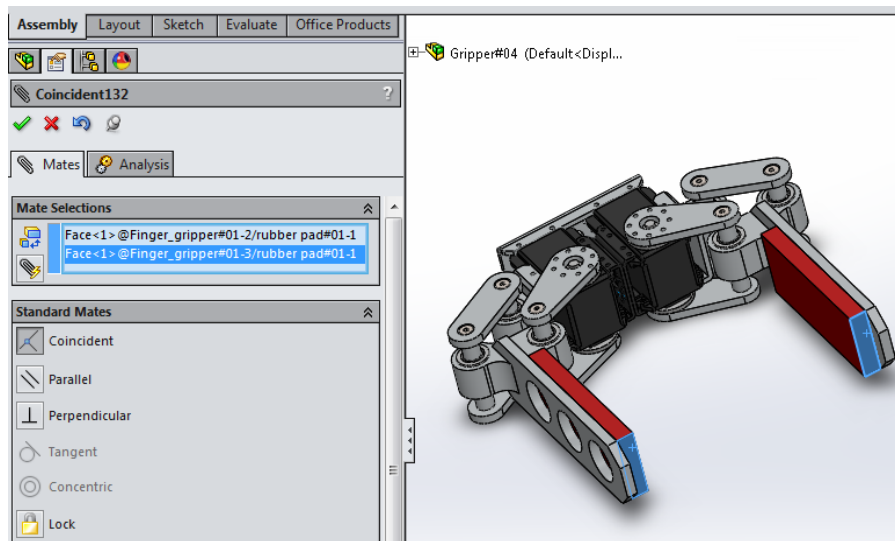 Assembly Layout Sketch Evaluate Office Products
Gripper#04 (Default<Displ...
Coincident132
?
Mates Analysis
Mate Selections
Face<1>@Finger_gripper#01-2/rubber pad#01-1
Face<1>@Finger_gripper#01-3/rubber pad#01-1
Standard Mates
Coincident
Parallel
Perpendicular
Tangent
Concentric
Lock